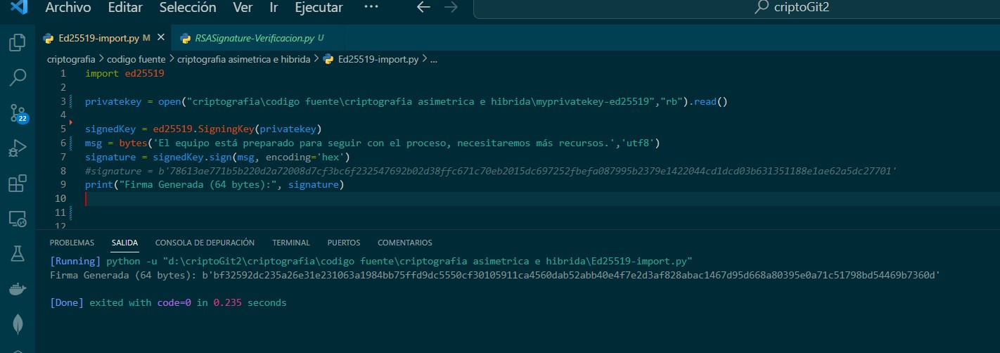 Archivo Editar Selección Ver Ir Ejecutar ··· criptoGit2
Ed25519-import.py M RSASignature-Verificacion.py U
criptografia > codigo fuente > criptografia asimetrica e hibrida > Ed25519-import.py > ...
1 import ed25519
2
3 privatekey = open("criptografia\codigo fuente\criptografia asimetrica e hibrida\myprivatekey-ed25519","rb").read()
4
5 signedKey = ed25519.SigningKey(privatekey)
6 msg = bytes('El equipo está preparado para seguir con el proceso, necesitaremos más recursos.','utf8')
7 signature = signedKey.sign(msg, encoding='hex')
8 #signature = b'78613ae771b5b220d2a72008d7cf3bc6f232547692b02d38ffc671c70eb2015dc697252fbefa087995b2379e1422044cd1dcd03b631351188e1ae62a5dc27701'
9 print("Firma Generada (64 bytes):", signature)
10
11
12
22
PROBLEMAS SALIDA CONSOLA DE DEPURACIÓN TERMINAL PUERTOS COMENTARIOS
[Running] python -u "d:\criptoGit2\criptografia\codigo fuente\criptografia asimetrica e hibrida\Ed25519-import.py"
Firma Generada (64 bytes): b'bf32592dc235a26e31e231063a1984bb75ffd9dc5550cf30105911ca4560dab52abb40e4f7e2d3af828abac1467d95d668a80395e0a71c51798bd54469b7360d'
[Done] exited with code=0 in 0.235 seconds